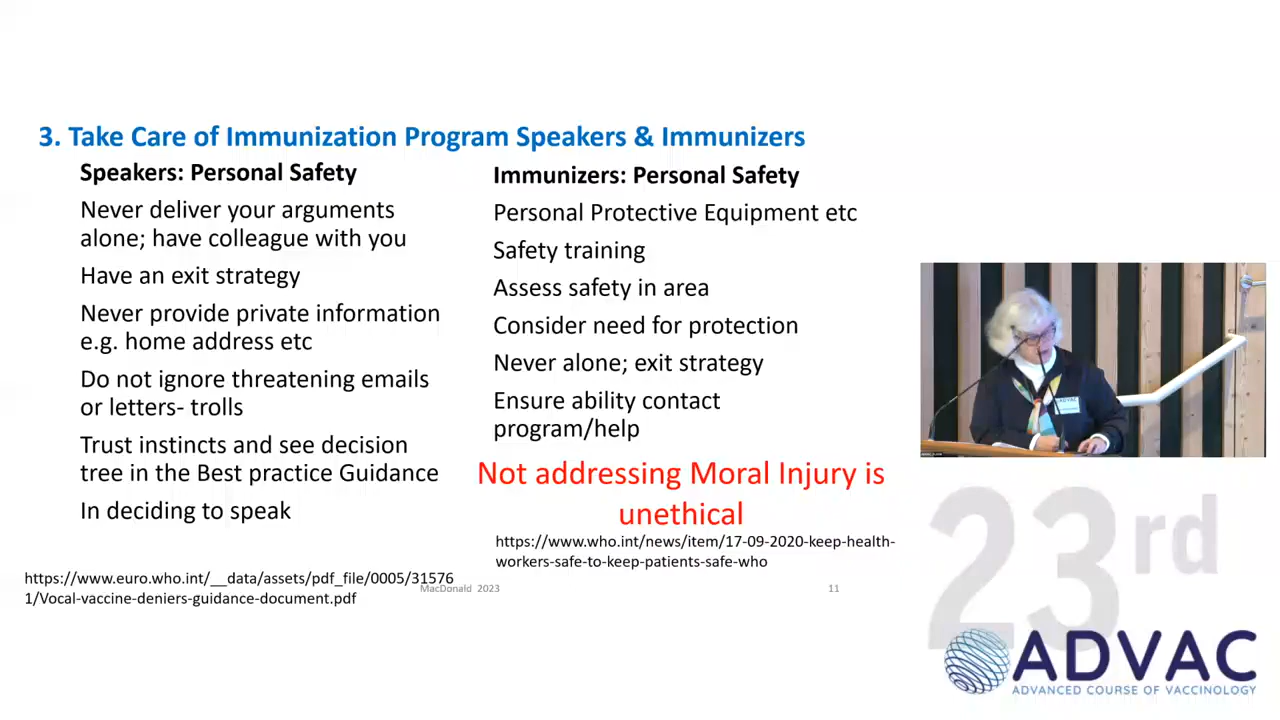 3. Take Care of Immunization Program Speakers & Immunizers
Speakers: Personal Safety
Never deliver your arguments
alone; have colleague with you
Have an exit strategy
Never provide private information
e.g. home address etc
Do not ignore threatening emails
or letters- trolls
Trust instincts and see decision
tree in the Best practice Guidance
In deciding to speak
https://www.euro.who.int/__data/assets/pdf_file/0005/31576
1/Vocal-vaccine-deniers-guidance-document.pdf
Immunizers: Personal Safety
Personal Protective Equipment etc
Safety training
Assess safety in area
Consider need for protection
Never alone; exit strategy
Ensure ability contact
program/help
Not addressing Moral Injury is
unethical
https://www.who.int/news/item/17-09-2020-keep-health-
workers-safe-to-keep-patients-safe-who
MacDonald 2023
11
ADVAC
23rd
ADVAC
ADVANCED COURSE OF VACCINOLOGY